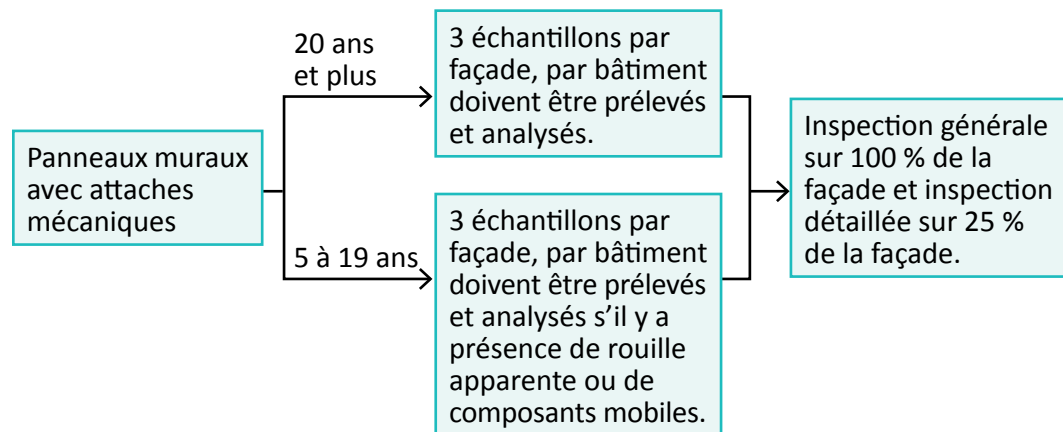 Panneaux muraux
avec attaches
mécaniques
20 ans
et plus
3 échantillons par
façade, par bâtiment
doivent être prélevés
et analysés.
5 à 19 ans
3 échantillons par
façade, par bâtiment
doivent être prélevés
et analysés s’il y a
présence de rouille
apparente ou de
composants mobiles.
Inspection générale
sur 100 % de la
façade et inspection
détaillée sur 25 %
de la façade.